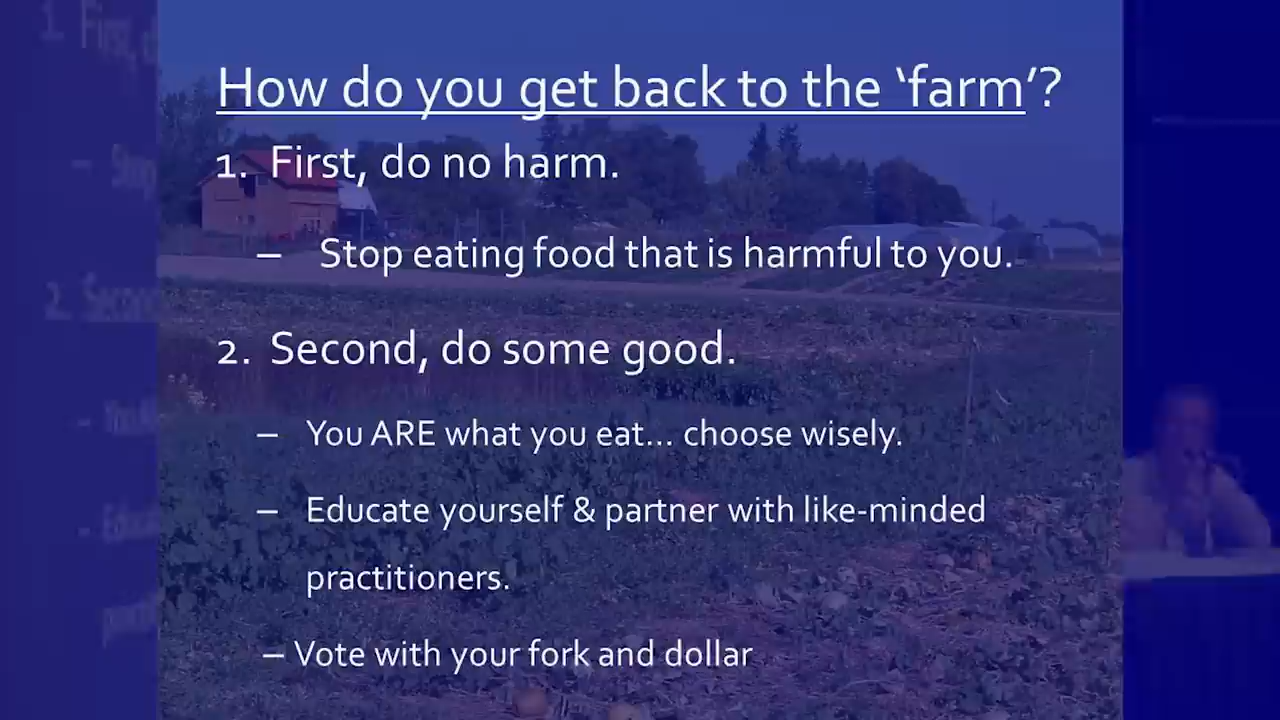 How do you get back to the ‘farm’?
1. First, do no harm.
– Stop eating food that is harmful to you.
2. Second, do some good.
– You ARE what you eat... choose wisely.
– Educate yourself & partner with like-minded
practitioners.
– Vote with your fork and dollar